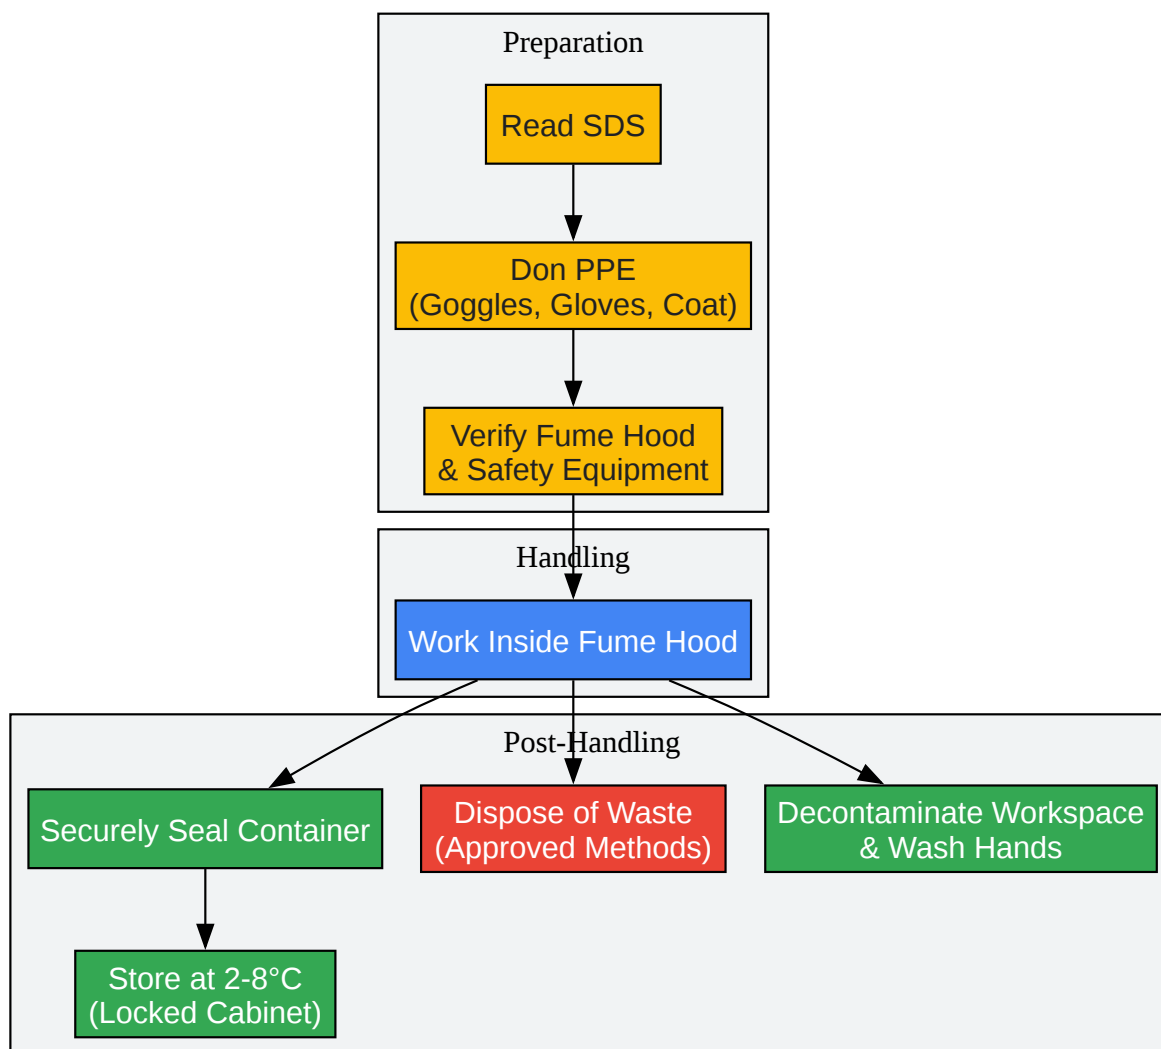 Preparation
Read SDS
Don PPE
(Goggles, Gloves, Coat)
Verify Fume Hood
& Safety Equipment
Handling
Work Inside Fume Hood
Post-Handling
Securely Seal Container
Dispose of Waste
(Approved Methods)
Decontaminate Workspace
& Wash Hands
Store at 2-8°C
(Locked Cabinet)